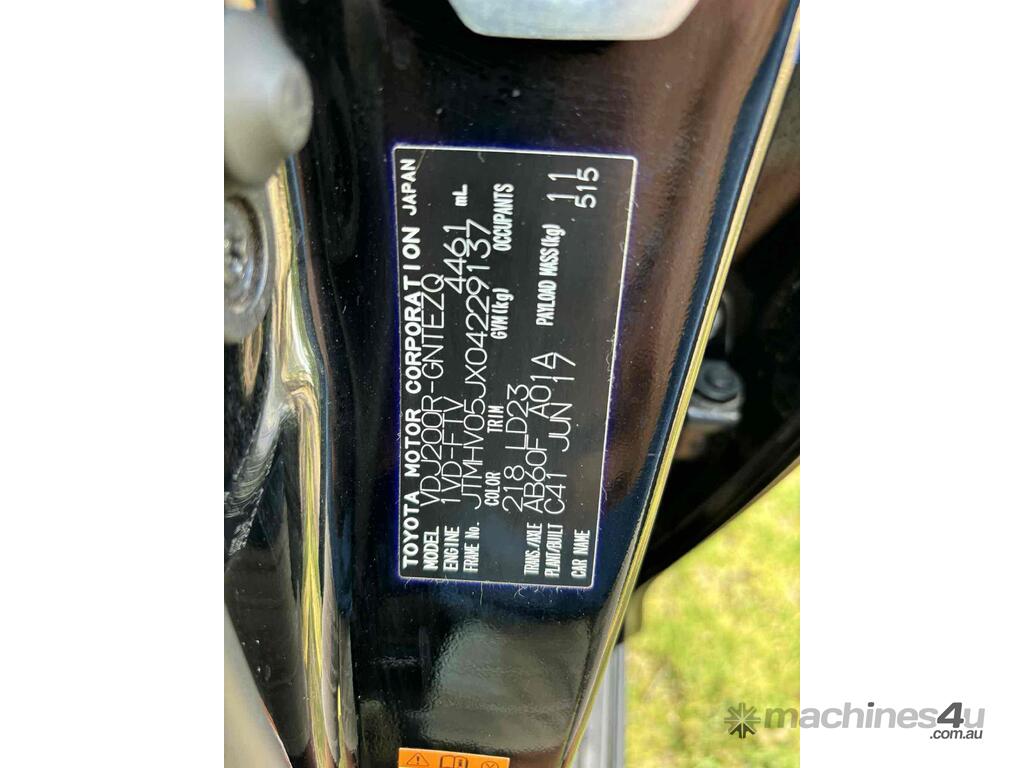 TOYOTA MOTOR CORPORATION JAPAN
MODEL VDJ200R-GNTEZQ
ENGINE 1VD-FTV 4461 mL
FRAME No. JTMHV05JX04229137
COLOR TRIM GVM(kg) OCCUPANTS
218 LD23
TRANS./AXLE AB60F A01A PAYLOAD MASS(kg)
PLANT/BUILT C41 JUN 17 11
CAR NAME 515
machines4u
.com.au